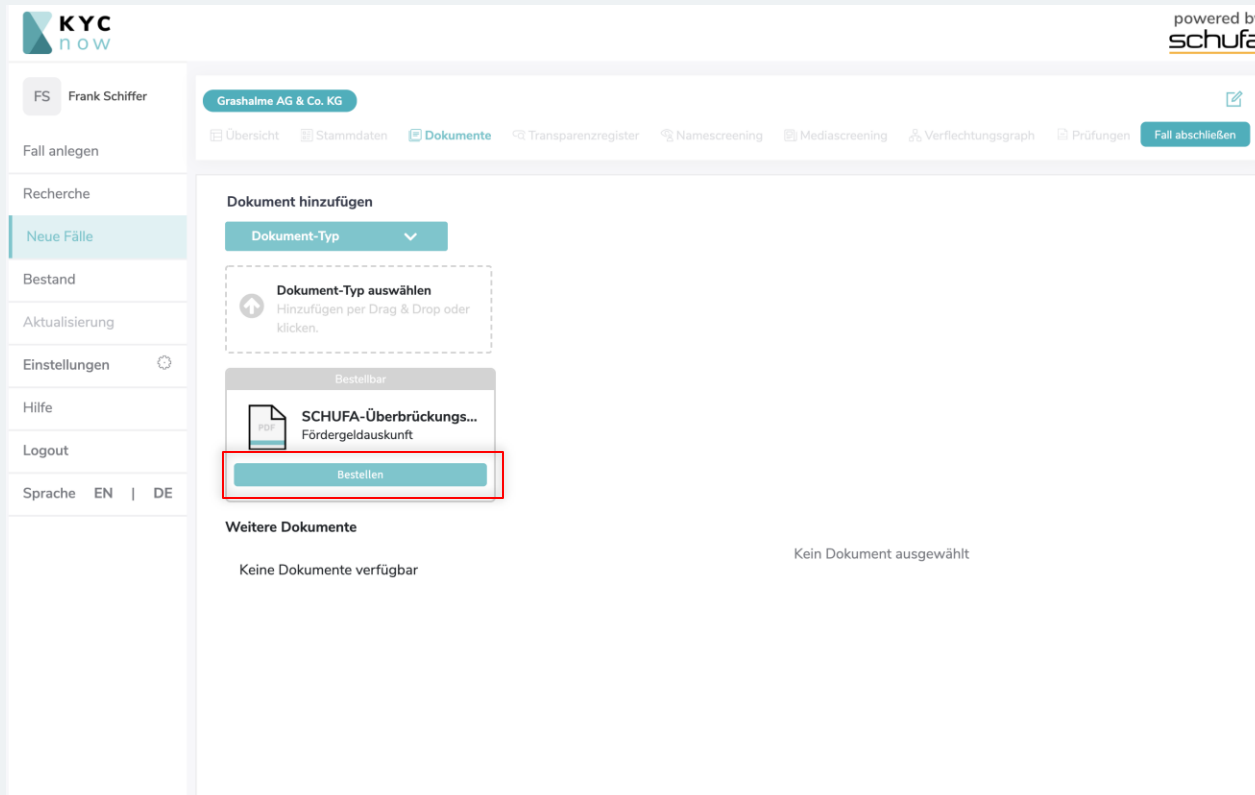 KYC
now
powered by
schufa
FS Frank Schiffer
Grashalme AG & Co. KG
Übersicht Stammdaten Dokumente Transparenzregister Namescreening Mediascreening Verflechtungsgraph Prüfungen Fall abschließen
Fall anlegen
Recherche
Neue Fälle
Bestand
Aktualisierung
Einstellungen
Hilfe
Logout
Sprache EN | DE
Dokument hinzufügen
Dokument-Typ
Dokument-Typ auswählen
Hinzufügen per Drag & Drop oder
klicken.
Bestellbar
PDF
SCHUFA-Überbrückungs...
Fördergeldauskunft
Bestellen
Weitere Dokumente
Keine Dokumente verfügbar
Kein Dokument ausgewählt